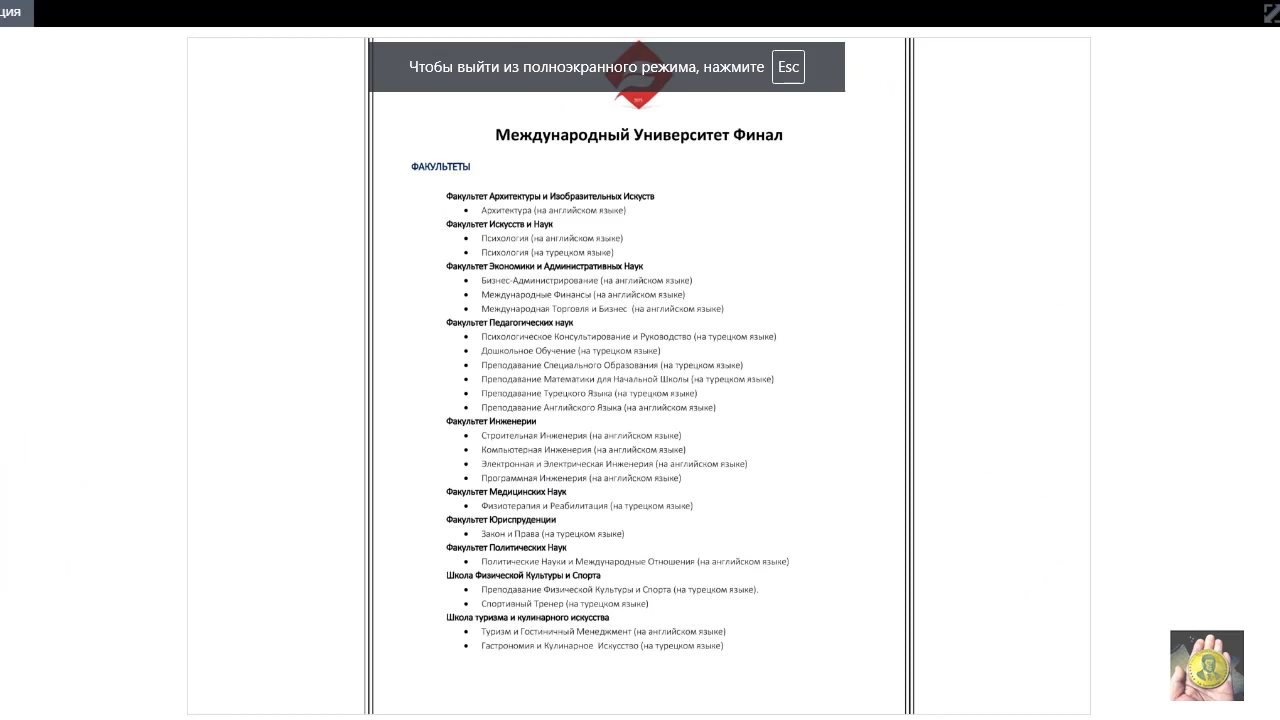 ция
Чтобы выйти из полноэкранного режима, нажмите Esc
Международный Университет Финал
ФАКУЛЬТЕТЫ
Факультет Архитектуры и Изобразительных Искуств
• Архитектура (на английском языке)
Факультет Искусств и Наук
• Психология (на английском языке)
• Психология (на турецком языке)
Факультет Экономики и Административных Наук
• Бизнес-Администрирование (на английском языке)
• Международные Финансы (на английском языке)
• Международная Торговля и Бизнес (на английском языке)
Факультет Педагогических наук
• Психологическое Консультирование и Руководство (на турецком языке)
• Дошкольное Обучение (на турецком языке)
• Преподавание Специального Образования (на турецком языке)
• Преподавание Математики для Начальной Школы (на турецком языке)
• Преподавание Турецкого Языка (на турецком языке)
• Преподавание Английского Языка (на английском языке)
Факультет Инженерии
• Строительная Инженерия (на английском языке)
• Компьютерная Инженерия (на английском языке)
• Электронная и Электрическая Инженерия (на английском языке)
• Программная Инженерия (на английском языке)
Факультет Медицинских Наук
• Физиотерапия и Реабилитация (на турецком языке)
Факультет Юриспруденции
• Закон и Права (на турецком языке)
Факультет Политических Наук
• Политические Науки и Международные Отношения (на английском языке)
Школа Физической Культуры и Спорта
• Преподавание Физической Культуры и Спорта (на турецком языке).
• Спортивный Тренер (на турецком языке)
Школа туризма и кулинарного искусства
• Туризм и Гостиничный Менеджмент (на английском языке)
• Гастрономия и Кулинарное Искусство (на турецком языке)